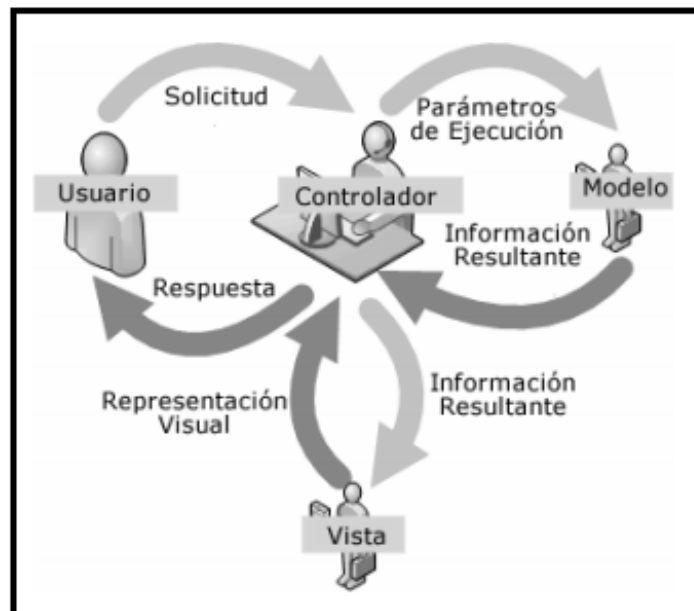 Solicitud
Parámetros
de Ejecución
Usuario
Controlador
Modelo
Información
Resultante
Respuesta
Representación
Visual
Información
Resultante
Vista